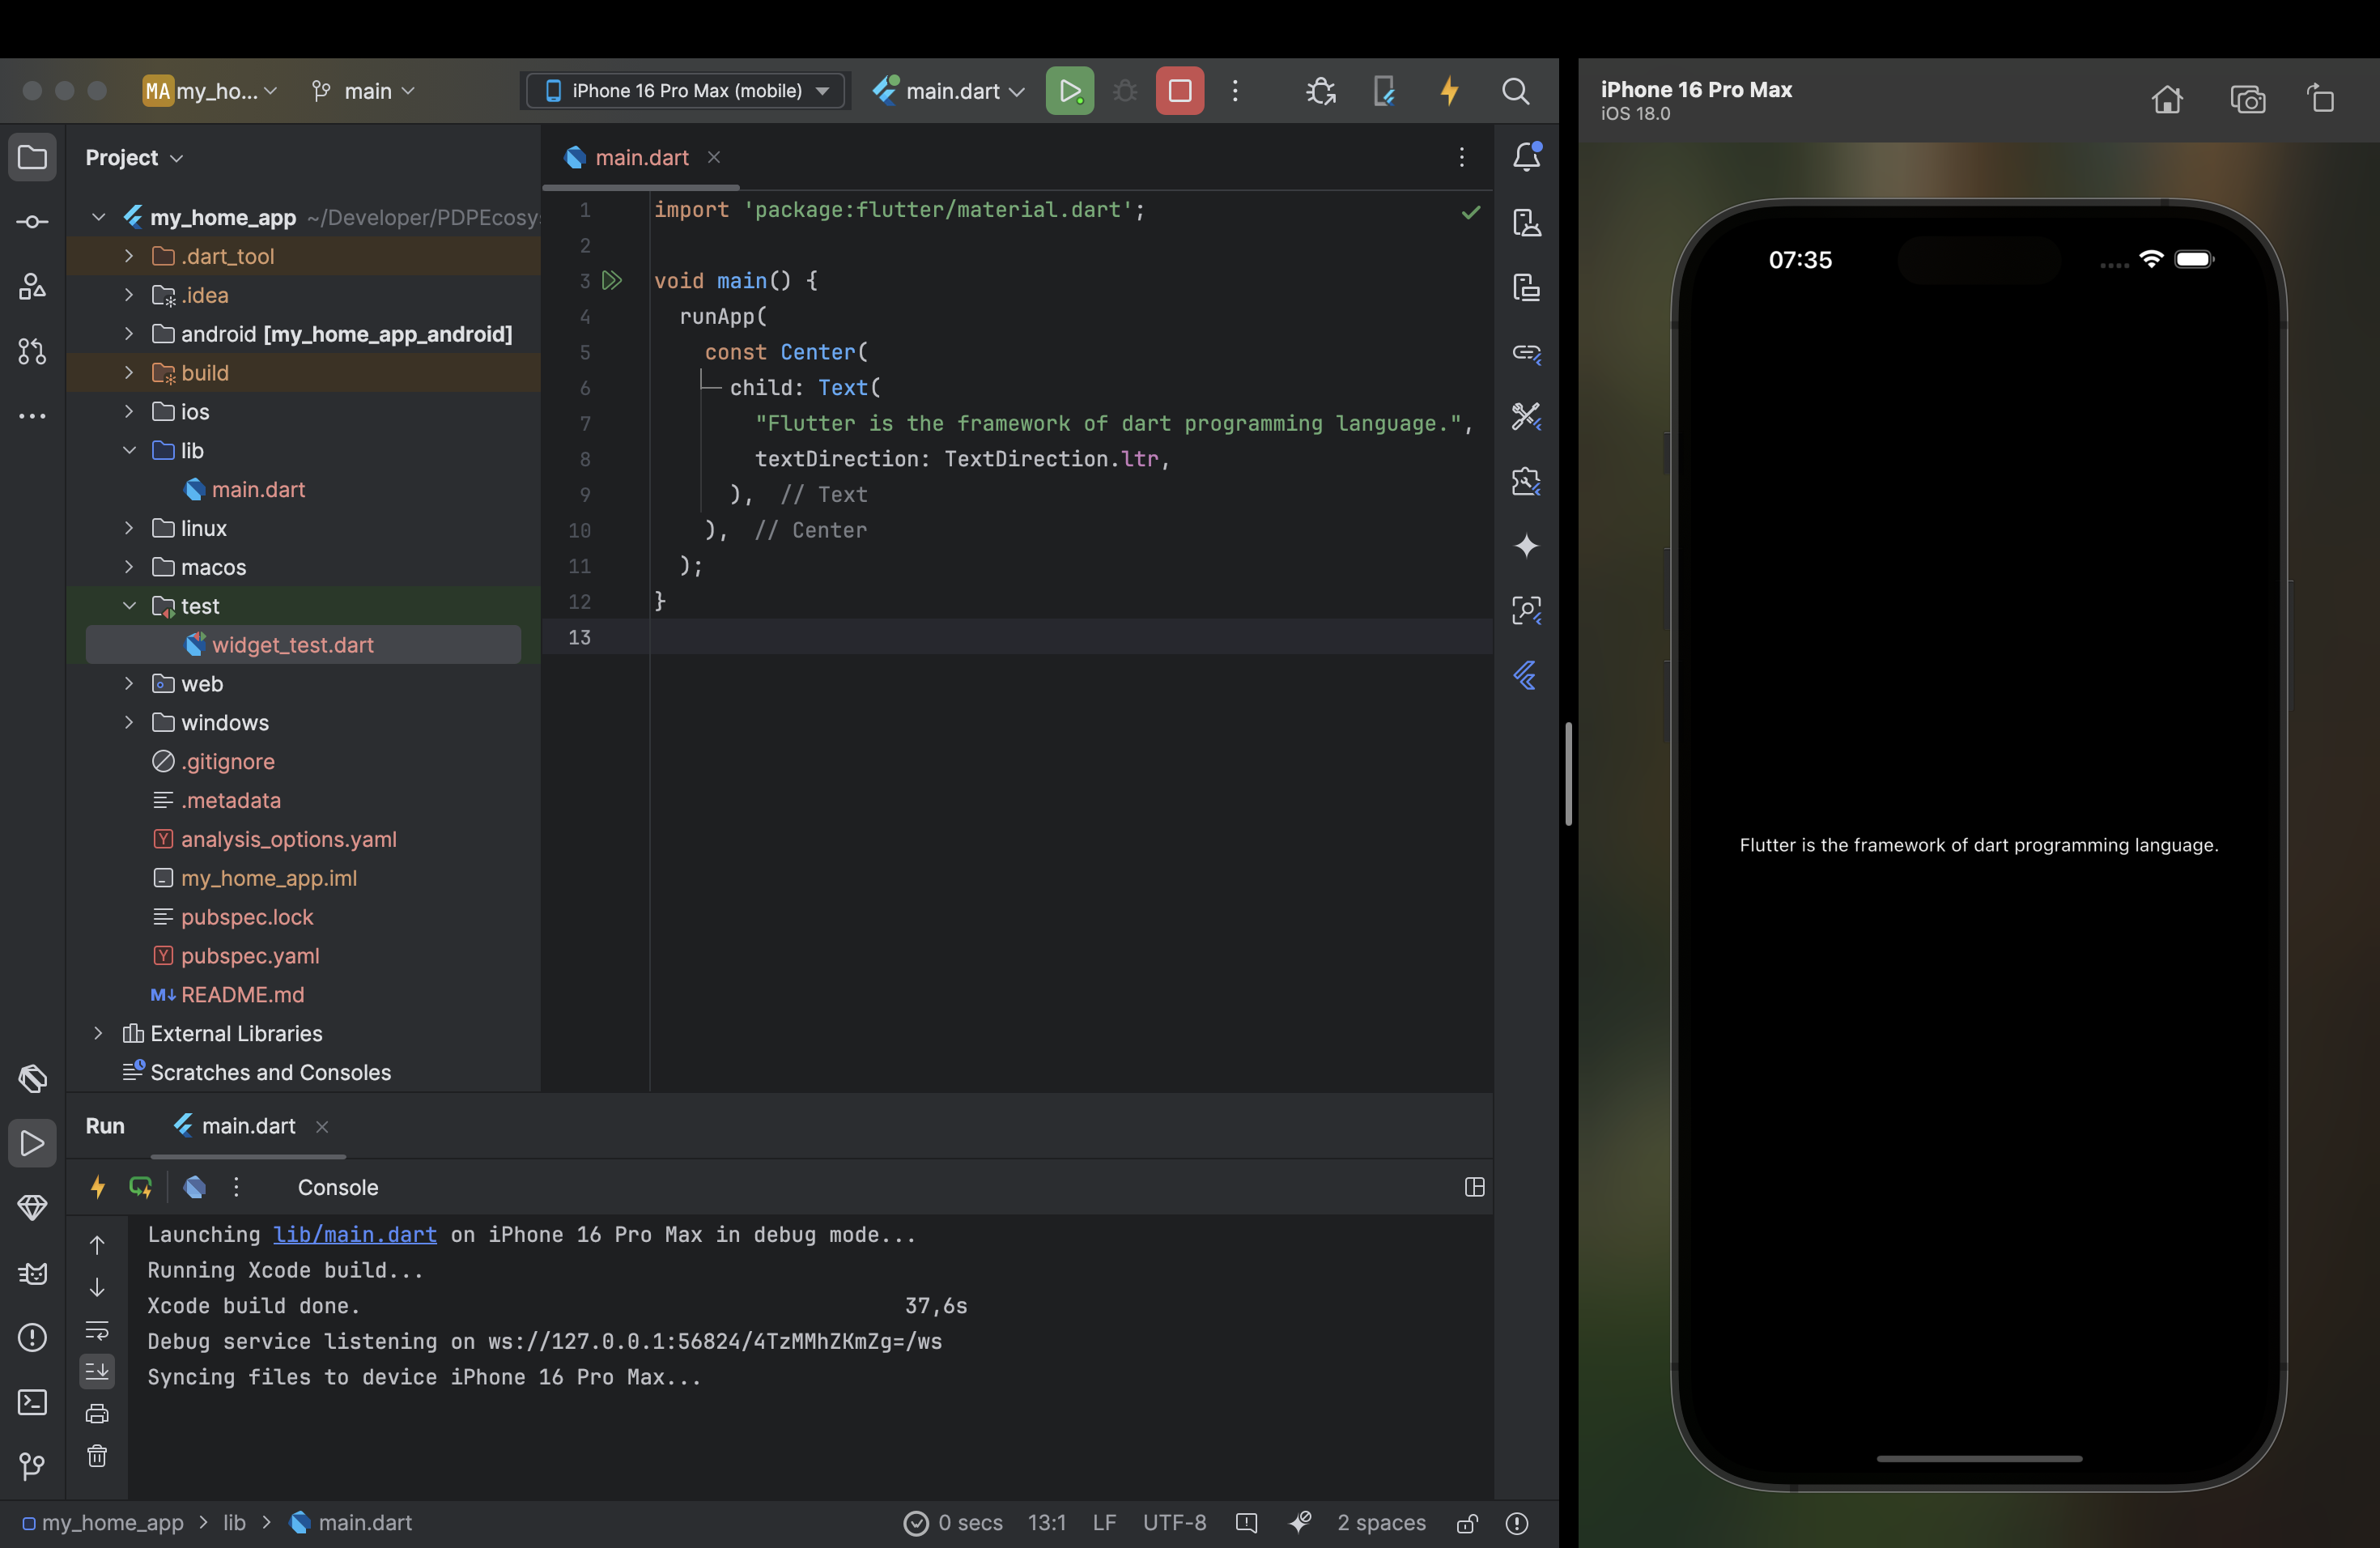 MA my_ho...
main
iPhone 16 Pro Max (mobile)
main.dart
Project
my_home_app ~/Developer/PDPEcosy
.dart_tool
.idea
android [my_home_app_android]
build
ios
lib
main.dart
linux
macos
test
widget_test.dart
web
windows
.gitignore
.metadata
Y analysis_options.yaml
my_home_app.iml
pubspec.lock
Y pubspec.yaml
M↓ README.md
External Libraries
Scratches and Consoles
main.dart
1 import 'package:flutter/material.dart';
2
3 void main() {
4 runApp(
5 const Center(
6 child: Text(
7 "Flutter is the framework of dart programming language.",
8 textDirection: TextDirection.ltr,
9 ), // Text
10 ), // Center
11 );
12 }
13
Run
main.dart
Console
Launching lib/main.dart on iPhone 16 Pro Max in debug mode...
Running Xcode build...
Xcode build done. 37,6s
Debug service listening on ws://127.0.0.1:56824/4TzMMhZKmZg=/ws
Syncing files to device iPhone 16 Pro Max...
my_home_app > lib > main.dart
0 secs 13:1 LF UTF-8 2 spaces
iPhone 16 Pro Max
iOS 18.0
07:35
Flutter is the framework of dart programming language.